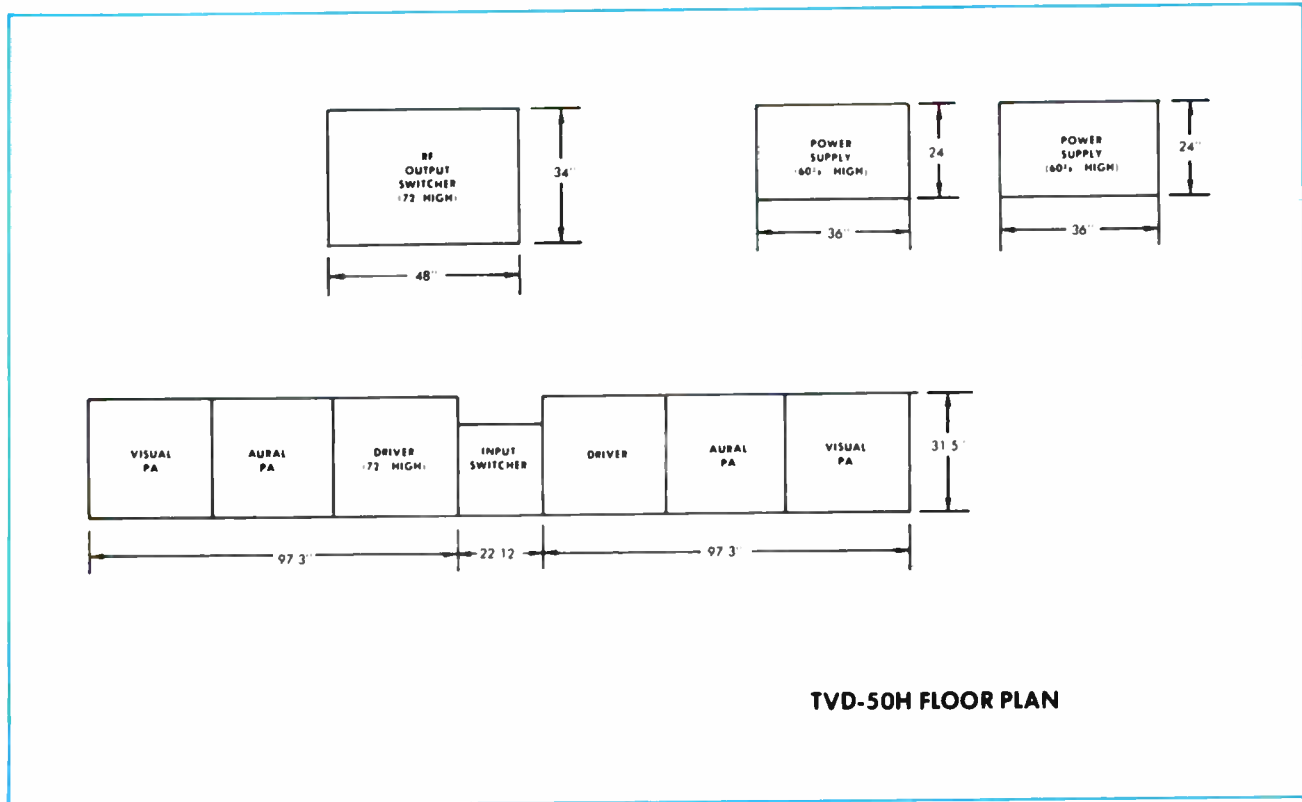 RF
OUTPUT
SWITCHER
(72" HIGH)
34"
48"
POWER
SUPPLY
HIGH)
24
36"
POWER
SUPPLY
HIGH)
24"
36"
VISUAL
PA
AURAL
PA
DRIVER
(72" HIGH)
INPUT
SWITCHER
DRIVER
AURAL
PA
VISUAL
PA
31.5"
97.3"
22.12
97.3"
TVD-50H FLOOR PLAN